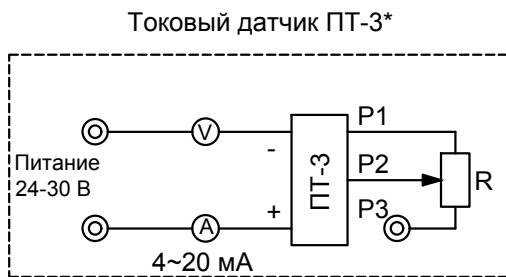 Токовый датчик ПТ-3*
P1
V
-
Питание
24-30 В
ПТ-3
P2
R
P3
+
A
4~20 мА